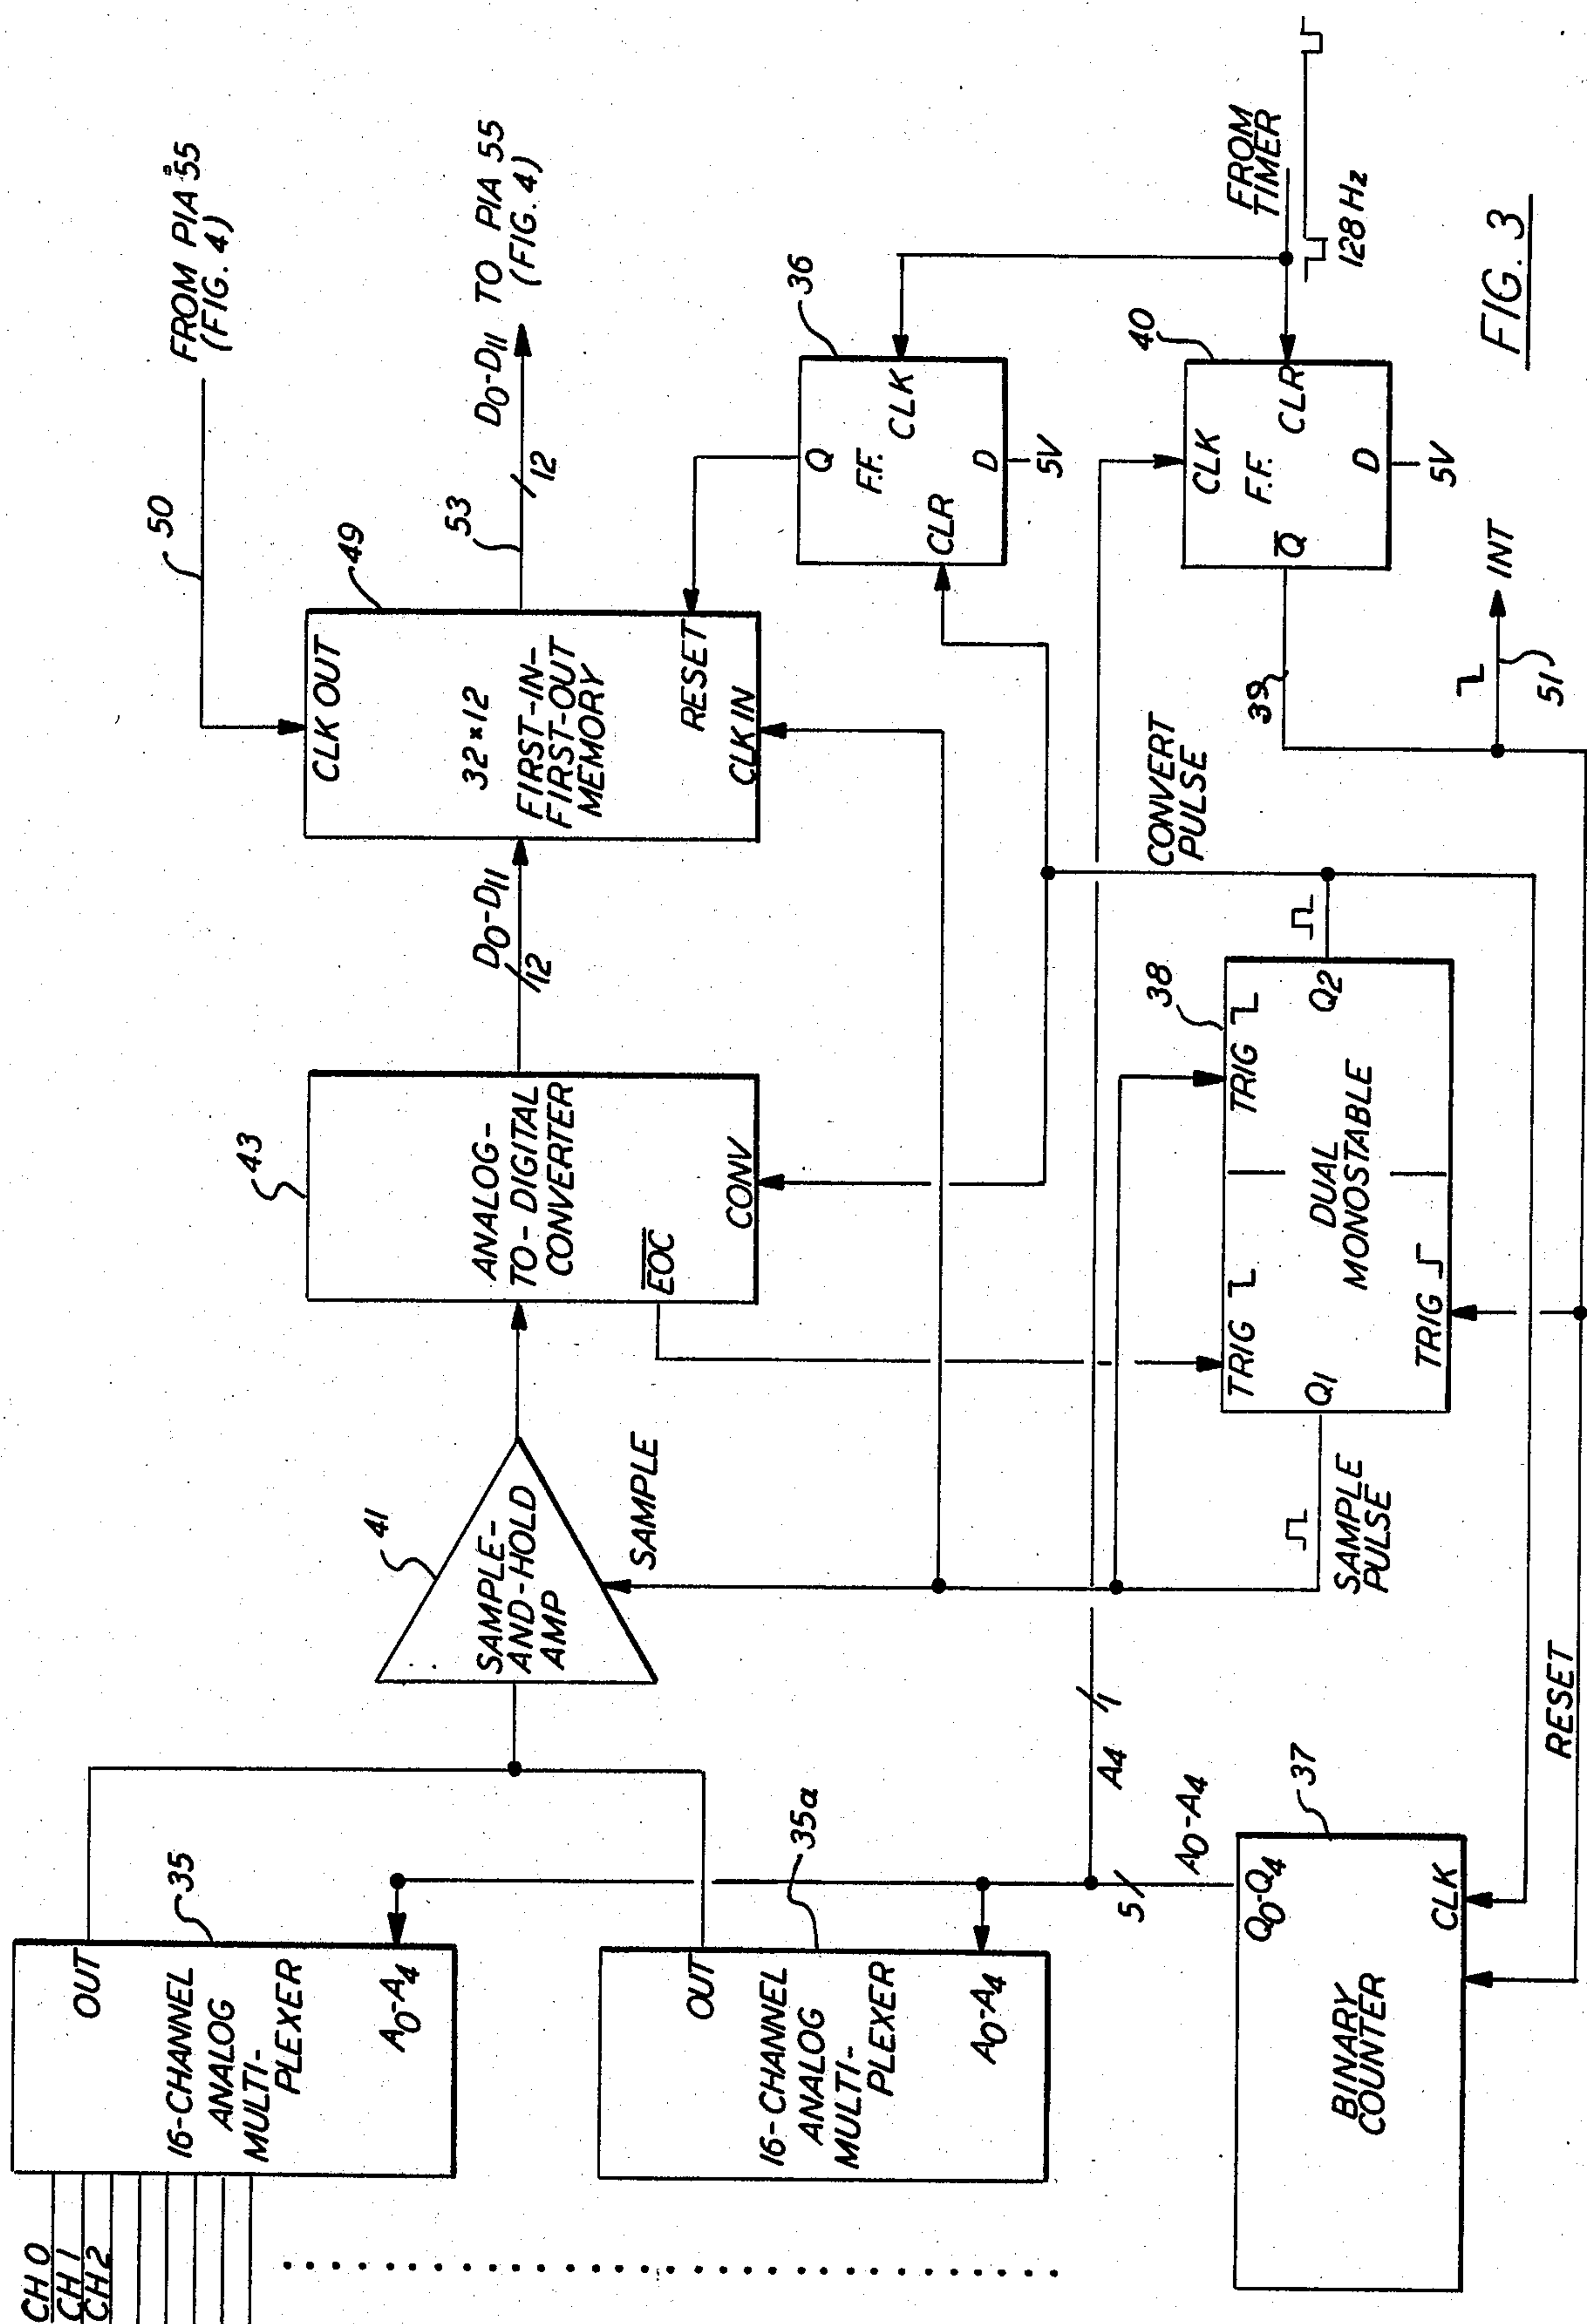 CH 0
CH 1
CH 2
OUT
16-CHANNEL
ANALOG
MULTI-
PLEXER
A0-A4
35
OUT
16-CHANNEL
ANALOG
MULTI-
PLEXER
A0-A4
35a
BINARY
COUNTER
Q0-Q4
CLK
37
5
A0-A4
A4
1
RESET
SAMPLE-
AND-HOLD
AMP
41
SAMPLE
SAMPLE
PULSE
ANALOG-
TO-DIGITAL
CONVERTER
EOC
CONV
43
D0-D11
12
TRIG
TRIG
Q1
DUAL
MONOSTABLE
Q2
TRIG
38
CONVERT
PULSE
CLK OUT
32×12
FIRST-IN-
FIRST-OUT
MEMORY
RESET
CLK IN
49
50
FROM PIA 55
(FIG. 4)
53
12
D0-D11 TO PIA 55
(FIG. 4)
Q
F.F.
CLK
CLR
D
5V
36
CLK
F.F.
CLR
Q
D
5V
40
39
INT
51
FROM
TIMER
128 Hz
FIG. 3